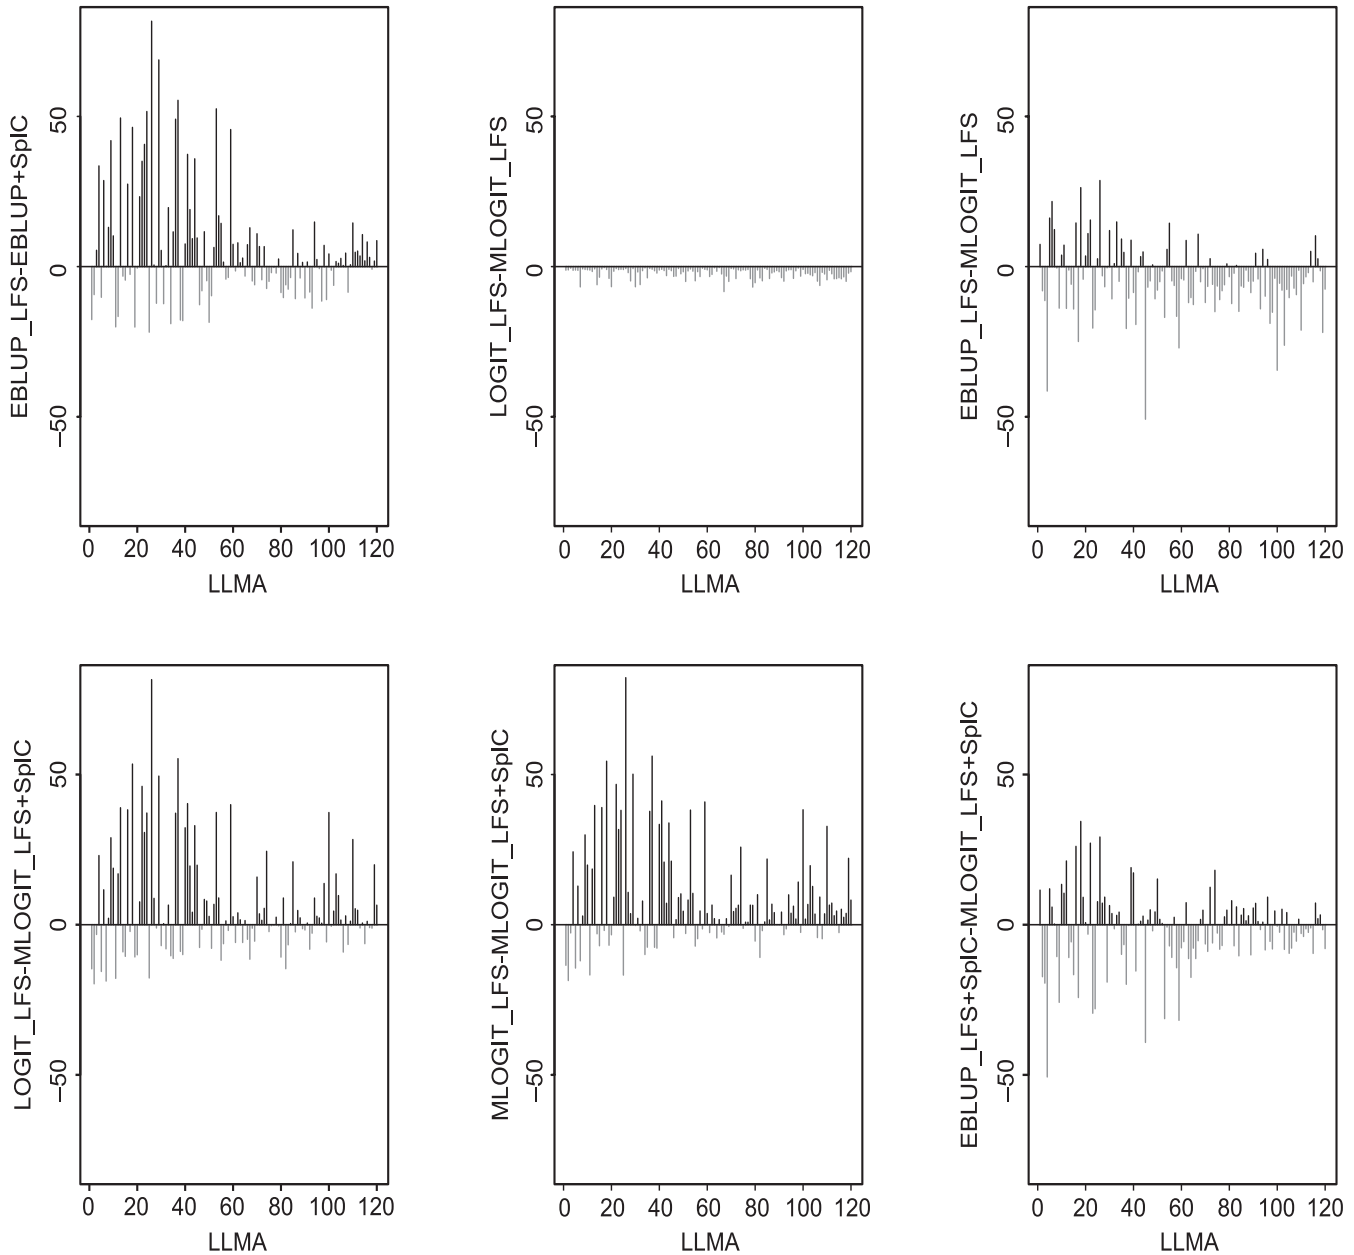 EBLUP_LFS-EBLUP+SpIC
50
0
−50
0 20 40 60 80 100 120
LLMA
LOGIT_LFS-MLOGIT_LFS
50
0
−50
0 20 40 60 80 100 120
LLMA
EBLUP_LFS-MLOGIT_LFS
50
0
−50
0 20 40 60 80 100 120
LLMA
LOGIT_LFS-MLOGIT_LFS+SpIC
50
0
−50
0 20 40 60 80 100 120
LLMA
MLOGIT_LFS-MLOGIT_LFS+SpIC
50
0
−50
0 20 40 60 80 100 120
LLMA
EBLUP_LFS+SpIC-MLOGIT_LFS+SpIC
50
0
−50
0 20 40 60 80 100 120
LLMA